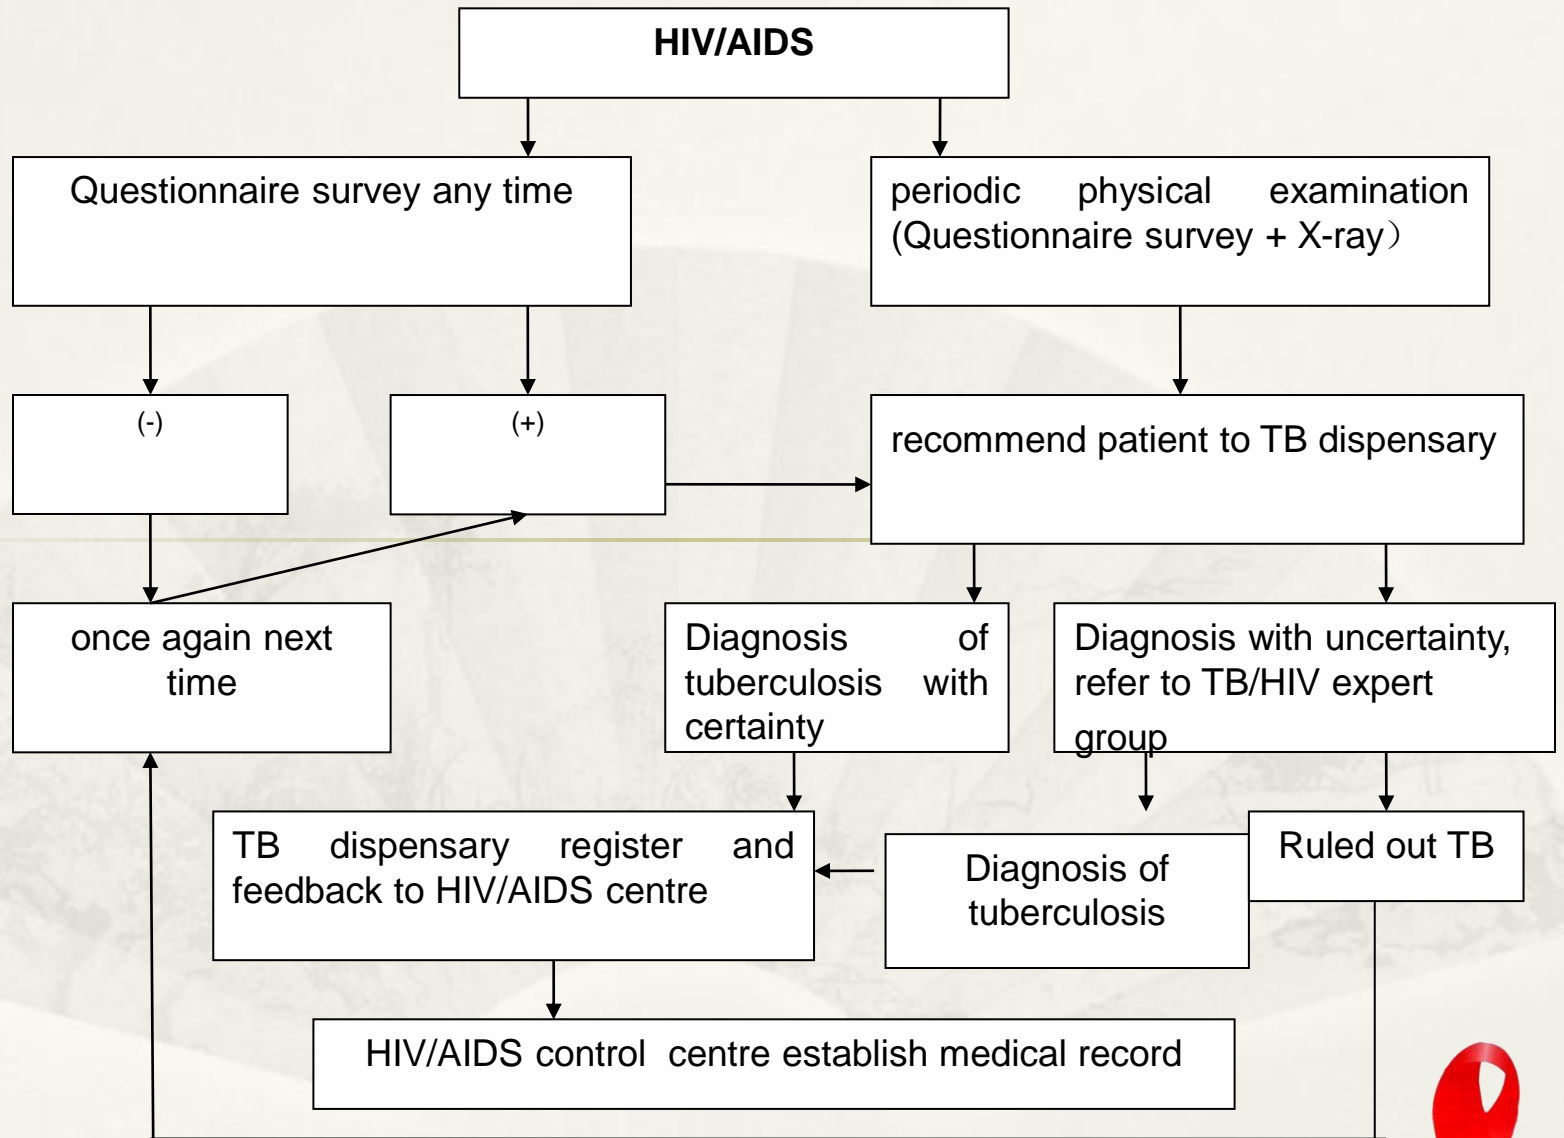 HIV/AIDS
Questionnaire survey any time
periodic physical examination
(Questionnaire survey + X-ray）
(-)
(+)
recommend patient to TB dispensary
once again next
time
Diagnosis of
tuberculosis with
certainty
Diagnosis with uncertainty,
refer to TB/HIV expert
group
TB dispensary register and
feedback to HIV/AIDS centre
Diagnosis of
tuberculosis
Ruled out TB
HIV/AIDS control centre establish medical record